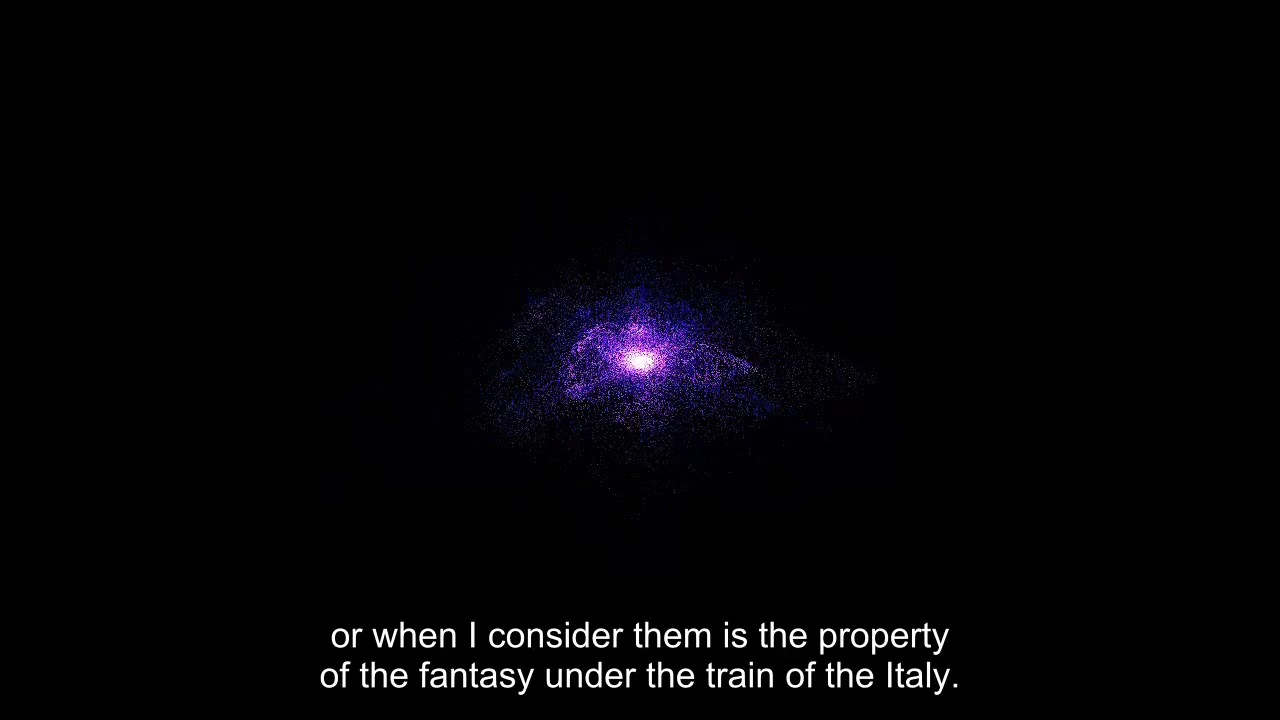 or when I consider them is the property
of the fantasy under the train of the Italy.